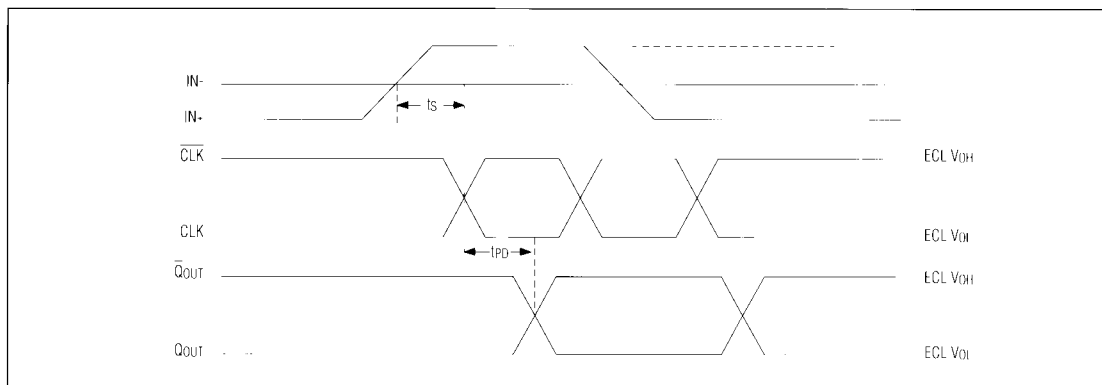 IN-
tS
IN+
CLK
ECL VOH
CLK
ECL VOL
tPD
QOUT
ECL VOH
QOUT
ECL VOL